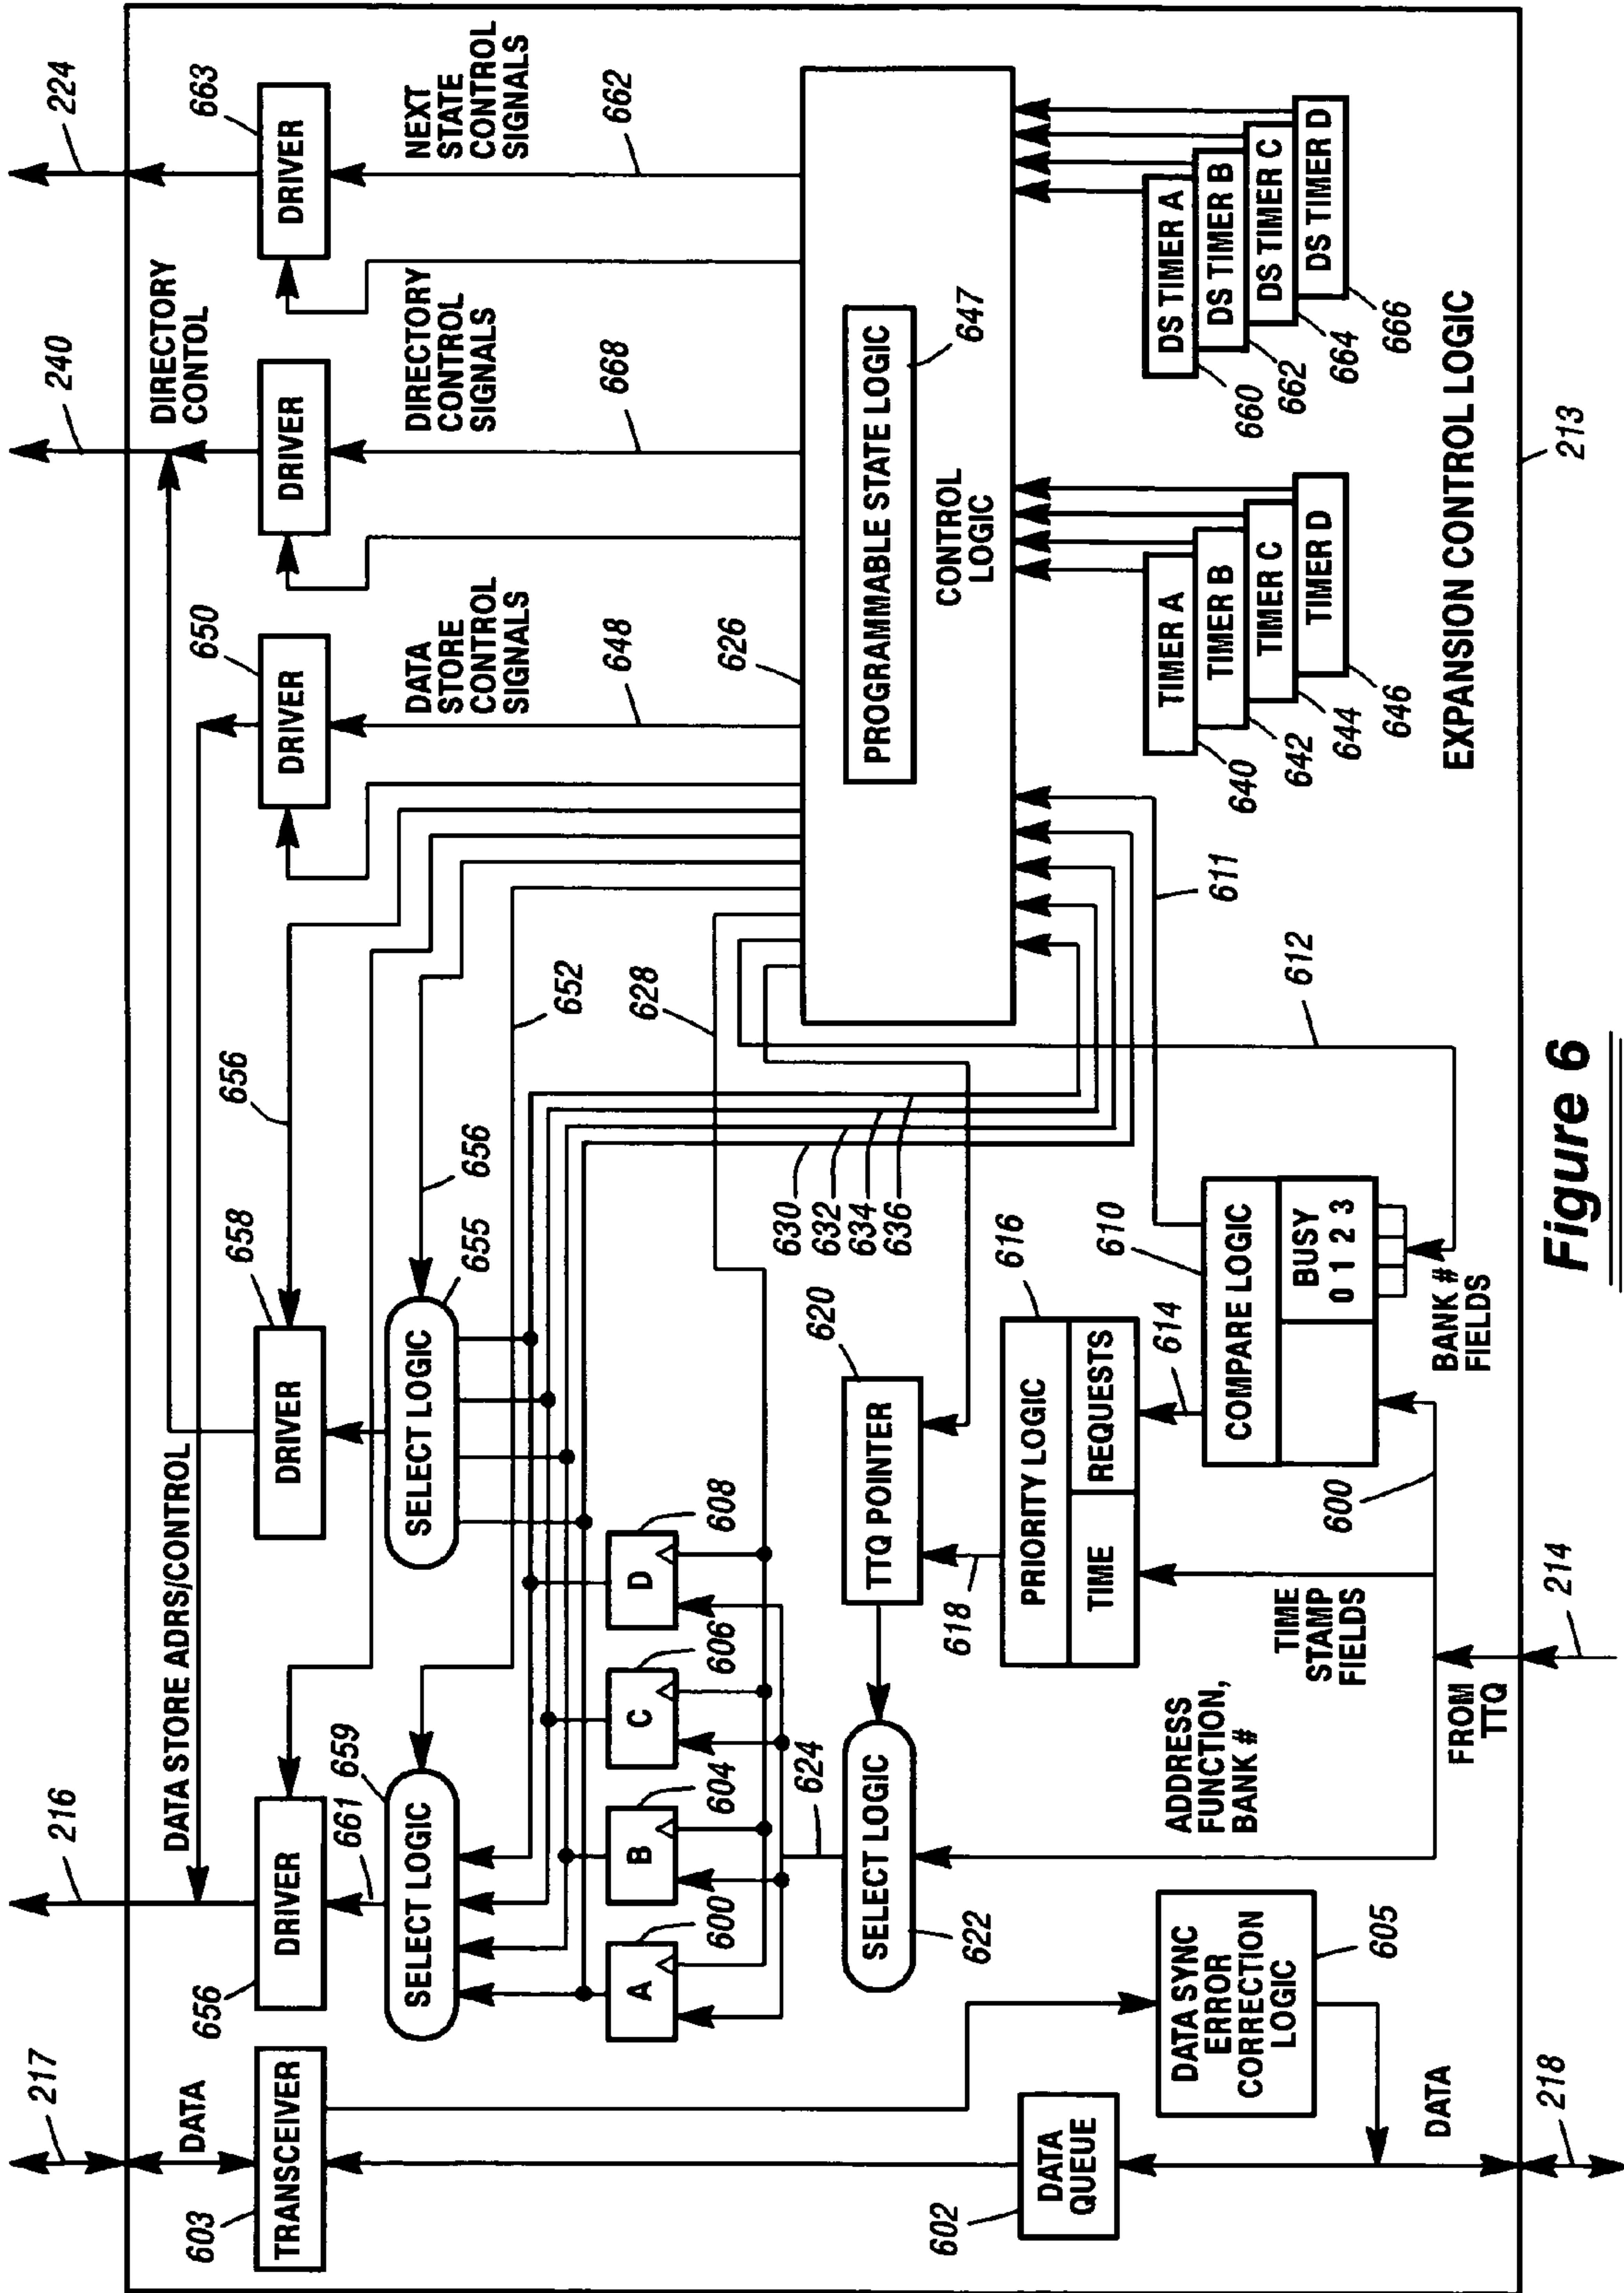 217
216
240
224
DATA
DATA STORE ADRS/CONTROL
DIRECTORY
CONTOL
603
TRANSCEIVER
656
DRIVER
658
DRIVER
656
650
DRIVER
DRIVER
663
DRIVER
661
659
SELECT LOGIC
SELECT LOGIC
655
656
DATA
STORE
CONTROL
SIGNALS
DIRECTORY
CONTROL
SIGNALS
NEXT
STATE
CONTROL
SIGNALS
652
648
668
662
628
626
A
600
B
604
C
606
D
608
624
SELECT LOGIC
622
TTQ POINTER
620
630
632
634
636
PROGRAMMABLE STATE LOGIC
647
CONTROL
LOGIC
602
DATA
QUEUE
618
PRIORITY LOGIC
TIME
REQUESTS
616
614
611
612
DATA SYNC
ERROR
CORRECTION
LOGIC
605
ADDRESS
FUNCTION,
BANK #
TIME
STAMP
FIELDS
COMPARE LOGIC
610
BUSY
0 1 2 3
600
BANK #
FIELDS
TIMER A
TIMER B
TIMER C
TIMER D
640
642
644
646
DS TIMER A
DS TIMER B
DS TIMER C
DS TIMER D
660
662
664
666
DATA
FROM
TTQ
EXPANSION CONTROL LOGIC
218
214
213
Figure 6